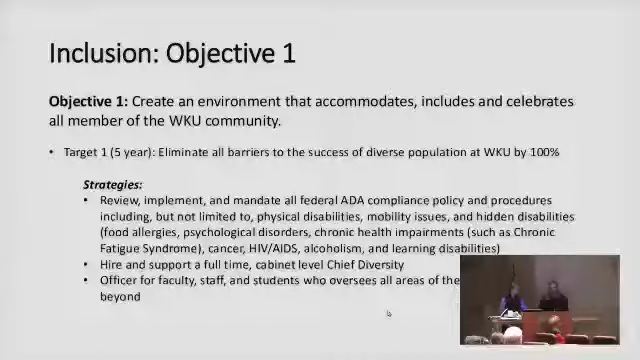 Inclusion: Objective 1
Objective 1: Create an environment that accommodates, includes and celebrates
all member of the WKU community.
• Target 1 (5 year): Eliminate all barriers to the success of diverse population at WKU by 100%
Strategies:
• Review, implement, and mandate all federal ADA compliance policy and procedures
including, but not limited to, physical disabilities, mobility issues, and hidden disabilities
(food allergies, psychological disorders, chronic health impairments (such as Chronic
Fatigue Syndrome), cancer, HIV/AIDS, alcoholism, and learning disabilities)
• Hire and support a full time, cabinet level Chief Diversity
• Officer for faculty, staff, and students who oversees all areas of the
beyond